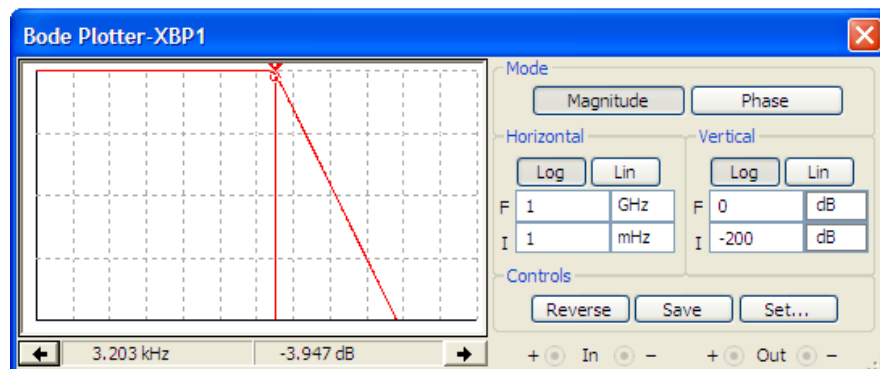 Bode Plotter-XBP1
Mode
Magnitude Phase
Horizontal Vertical
Log Lin Log Lin
F 1 GHz F 0 dB
I 1 mHz I -200 dB
Controls
Reverse Save Set...
3.203 kHz -3.947 dB + In − + Out −